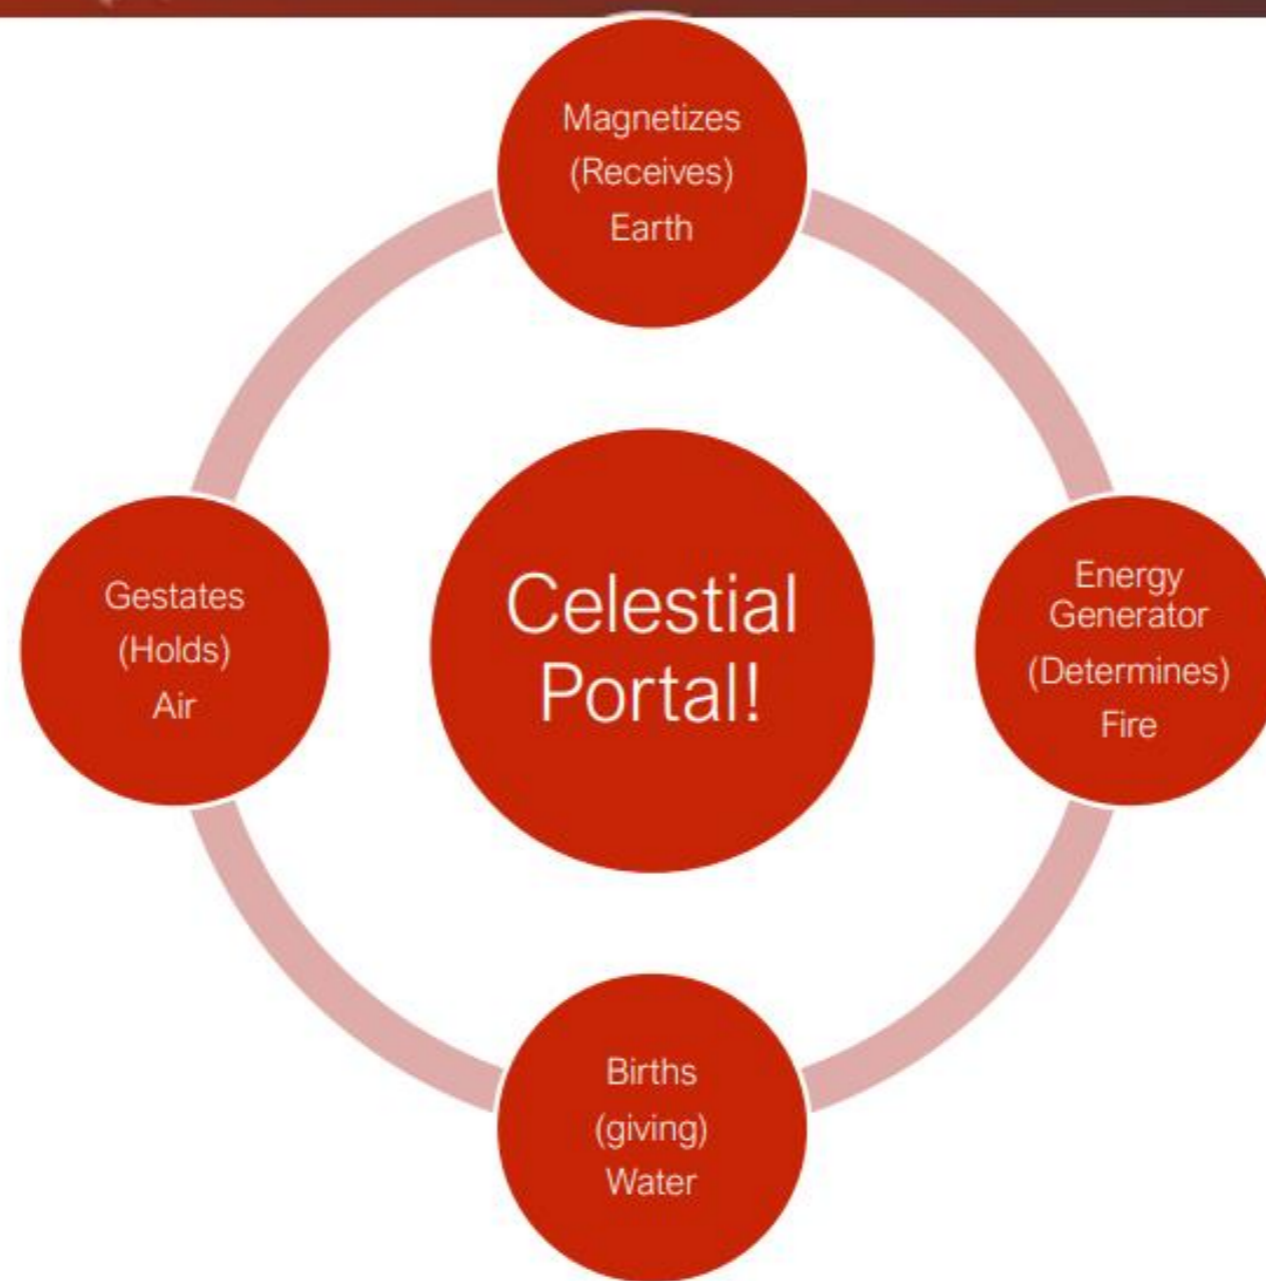 Magnetizes
(Receives)
Earth
Energy
Generator
(Determines)
Fire
Celestial
Portal!
Gestates
(Holds)
Air
Births
(giving)
Water